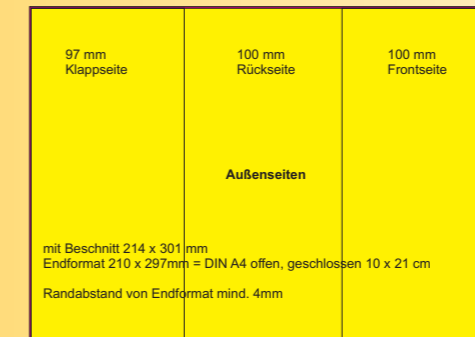 97 mm
Klappseite
100 mm
Rückseite
100 mm
Frontseite
Außenseiten
mit Beschnitt 214 x 301 mm
Endformat 210 x 297mm = DIN A4 offen, geschlossen 10 x 21 cm
Randabstand von Endformat mind. 4mm